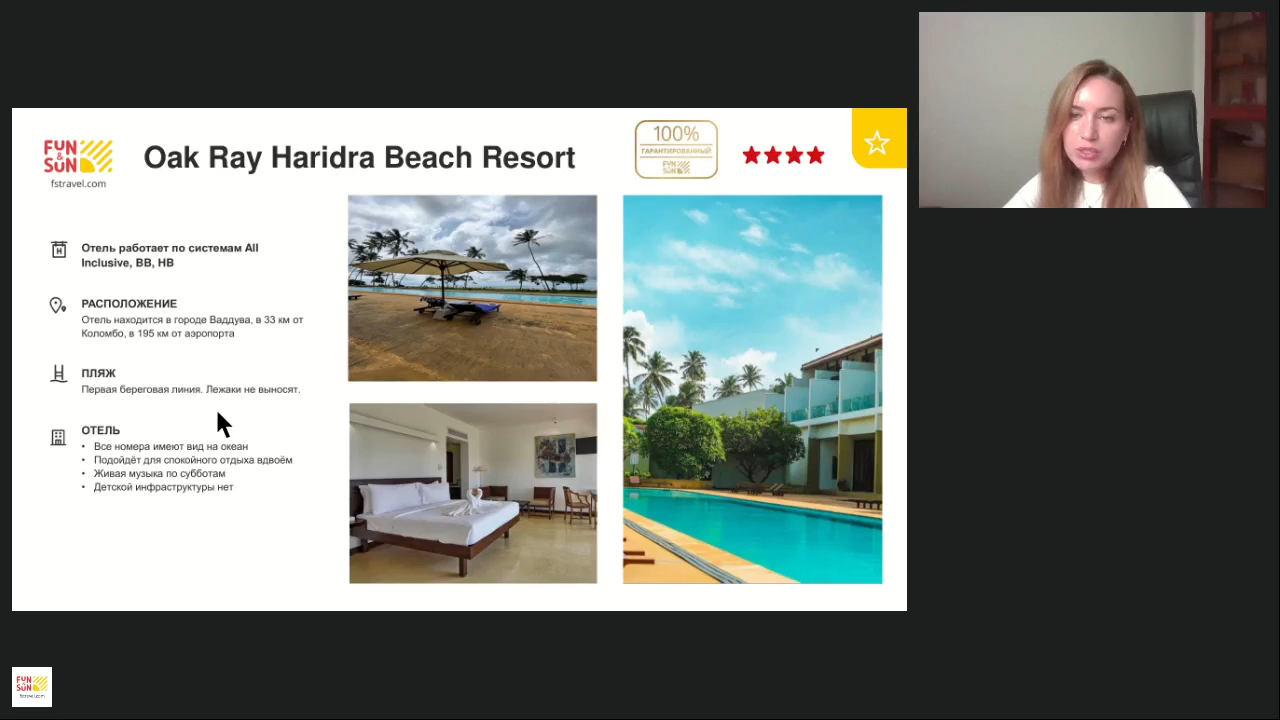 FUN
&
SUN
fstravel.com
Oak Ray Haridra Beach Resort
100%
ГАРАНТИРОВАННЫЙ
FUN
&
SUN
Отель работает по системам All
Inclusive, BB, HB
РАСПОЛОЖЕНИЕ
Отель находится в городе Ваддува, в 33 км от
Коломбо, в 195 км от аэропорта
ПЛЯЖ
Первая береговая линия. Лежаки не выносят.
ОТЕЛЬ
• Все номера имеют вид на океан
• Подойдёт для спокойного отдыха вдвоём
• Живая музыка по субботам
• Детской инфраструктуры нет
FUN
&
SUN
fstravel.com